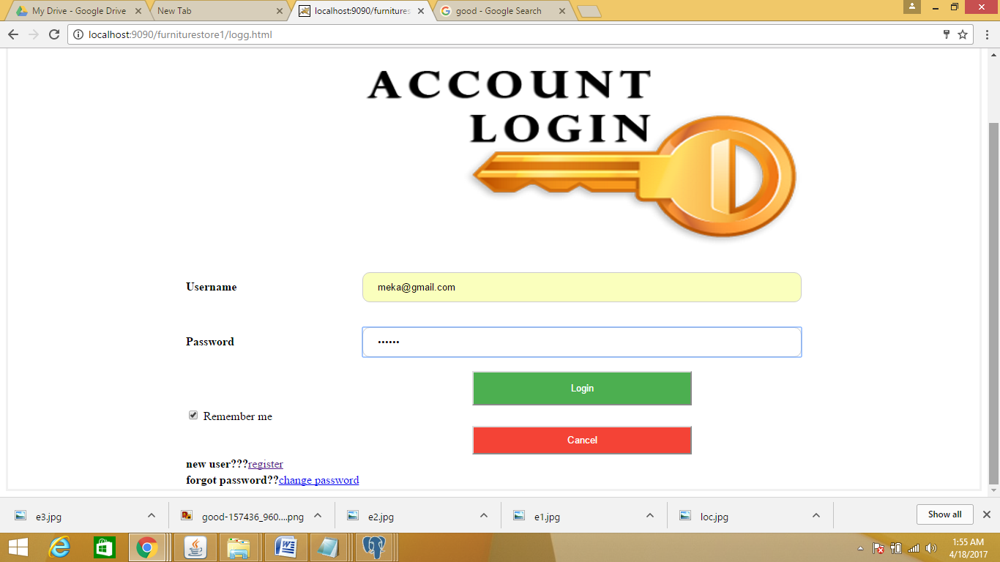 My Drive - Google Drive
New Tab
localhost:9090/furnitures
good - Google Search
localhost:9090/furniturestore1/logg.html
ACCOUNT
LOGIN
Username
meka@gmail.com
Password
••••••
Login
Remember me
Cancel
new user???register
forgot password??change password
e3.jpg
good-157436_960....png
e2.jpg
e1.jpg
loc.jpg
Show all
1:55 AM
4/18/2017